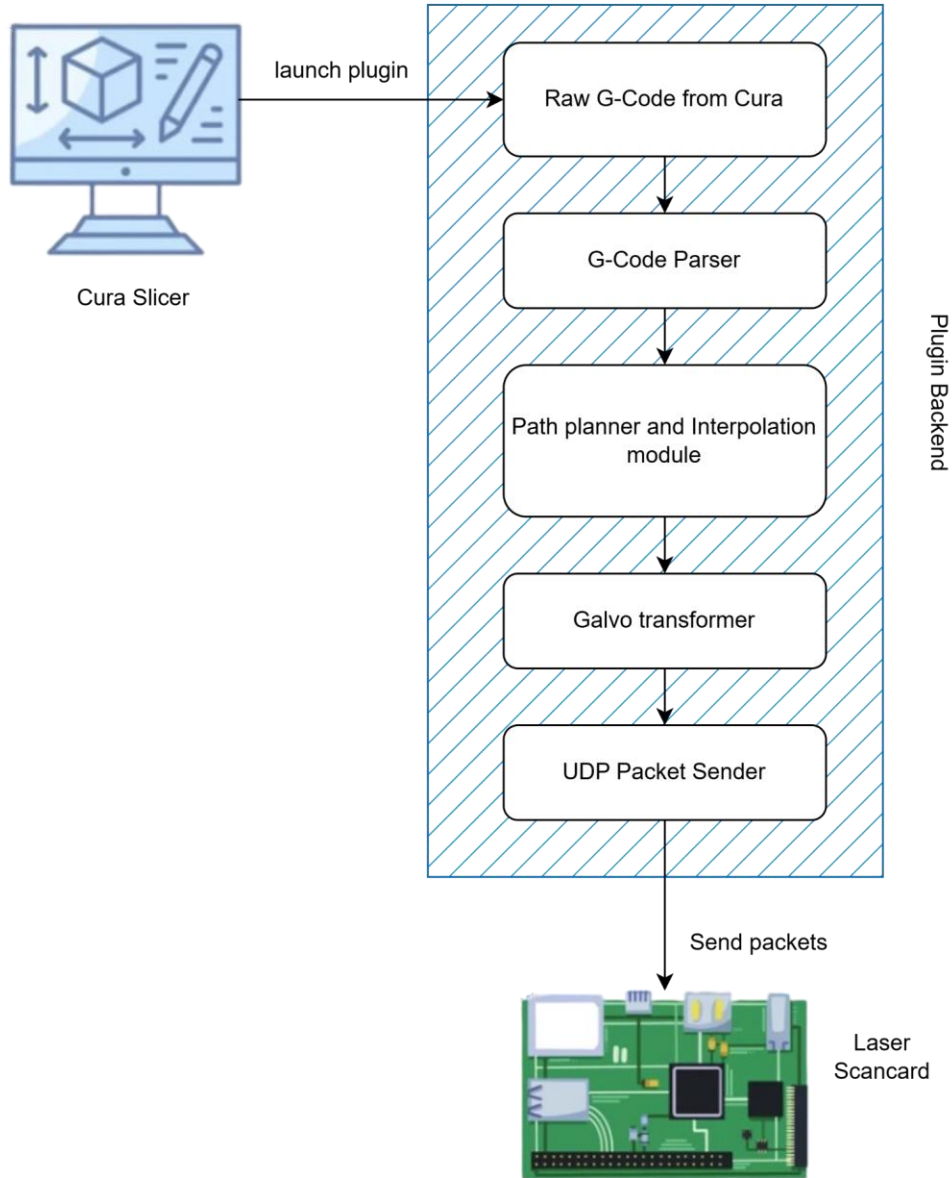 launch plugin
Cura Slicer
Raw G-Code from Cura
G-Code Parser
Path planner and Interpolation
module
Galvo transformer
UDP Packet Sender
Plugin Backend
Send packets
Laser
Scancard